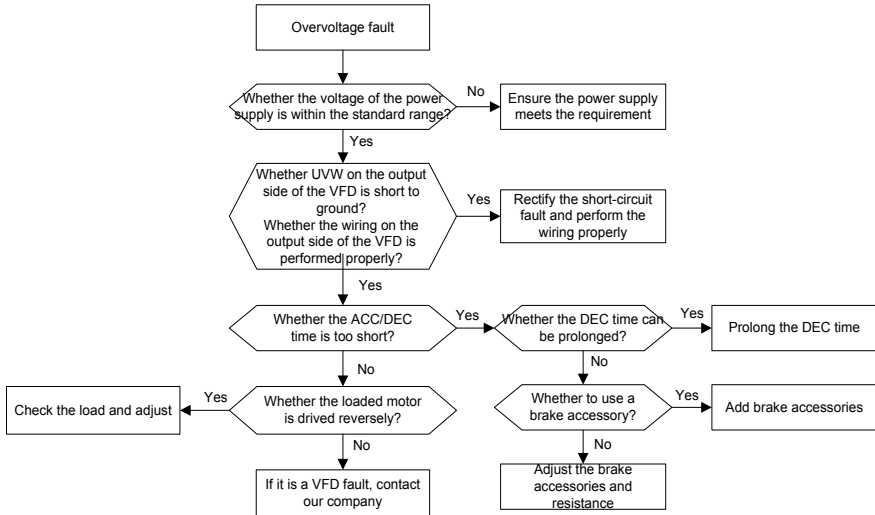 Overvoltage fault
Whether the voltage of the power
supply is within the standard range?
No
Ensure the power supply
meets the requirement
Yes
Whether UVW on the output
side of the VFD is short to
ground?
Whether the wiring on the
output side of the VFD is
performed properly?
Yes
Rectify the short-circuit
fault and perform the
wiring properly
Yes
Whether the ACC/DEC
time is too short?
Yes
Whether the DEC time can
be prolonged?
Yes
Prolong the DEC time
No
No
Check the load and adjust
Yes
Whether the loaded motor
is drived reversely?
Whether to use a
brake accessory?
Yes
Add brake accessories
No
No
If it is a VFD fault, contact
our company
Adjust the brake
accessories and
resistance